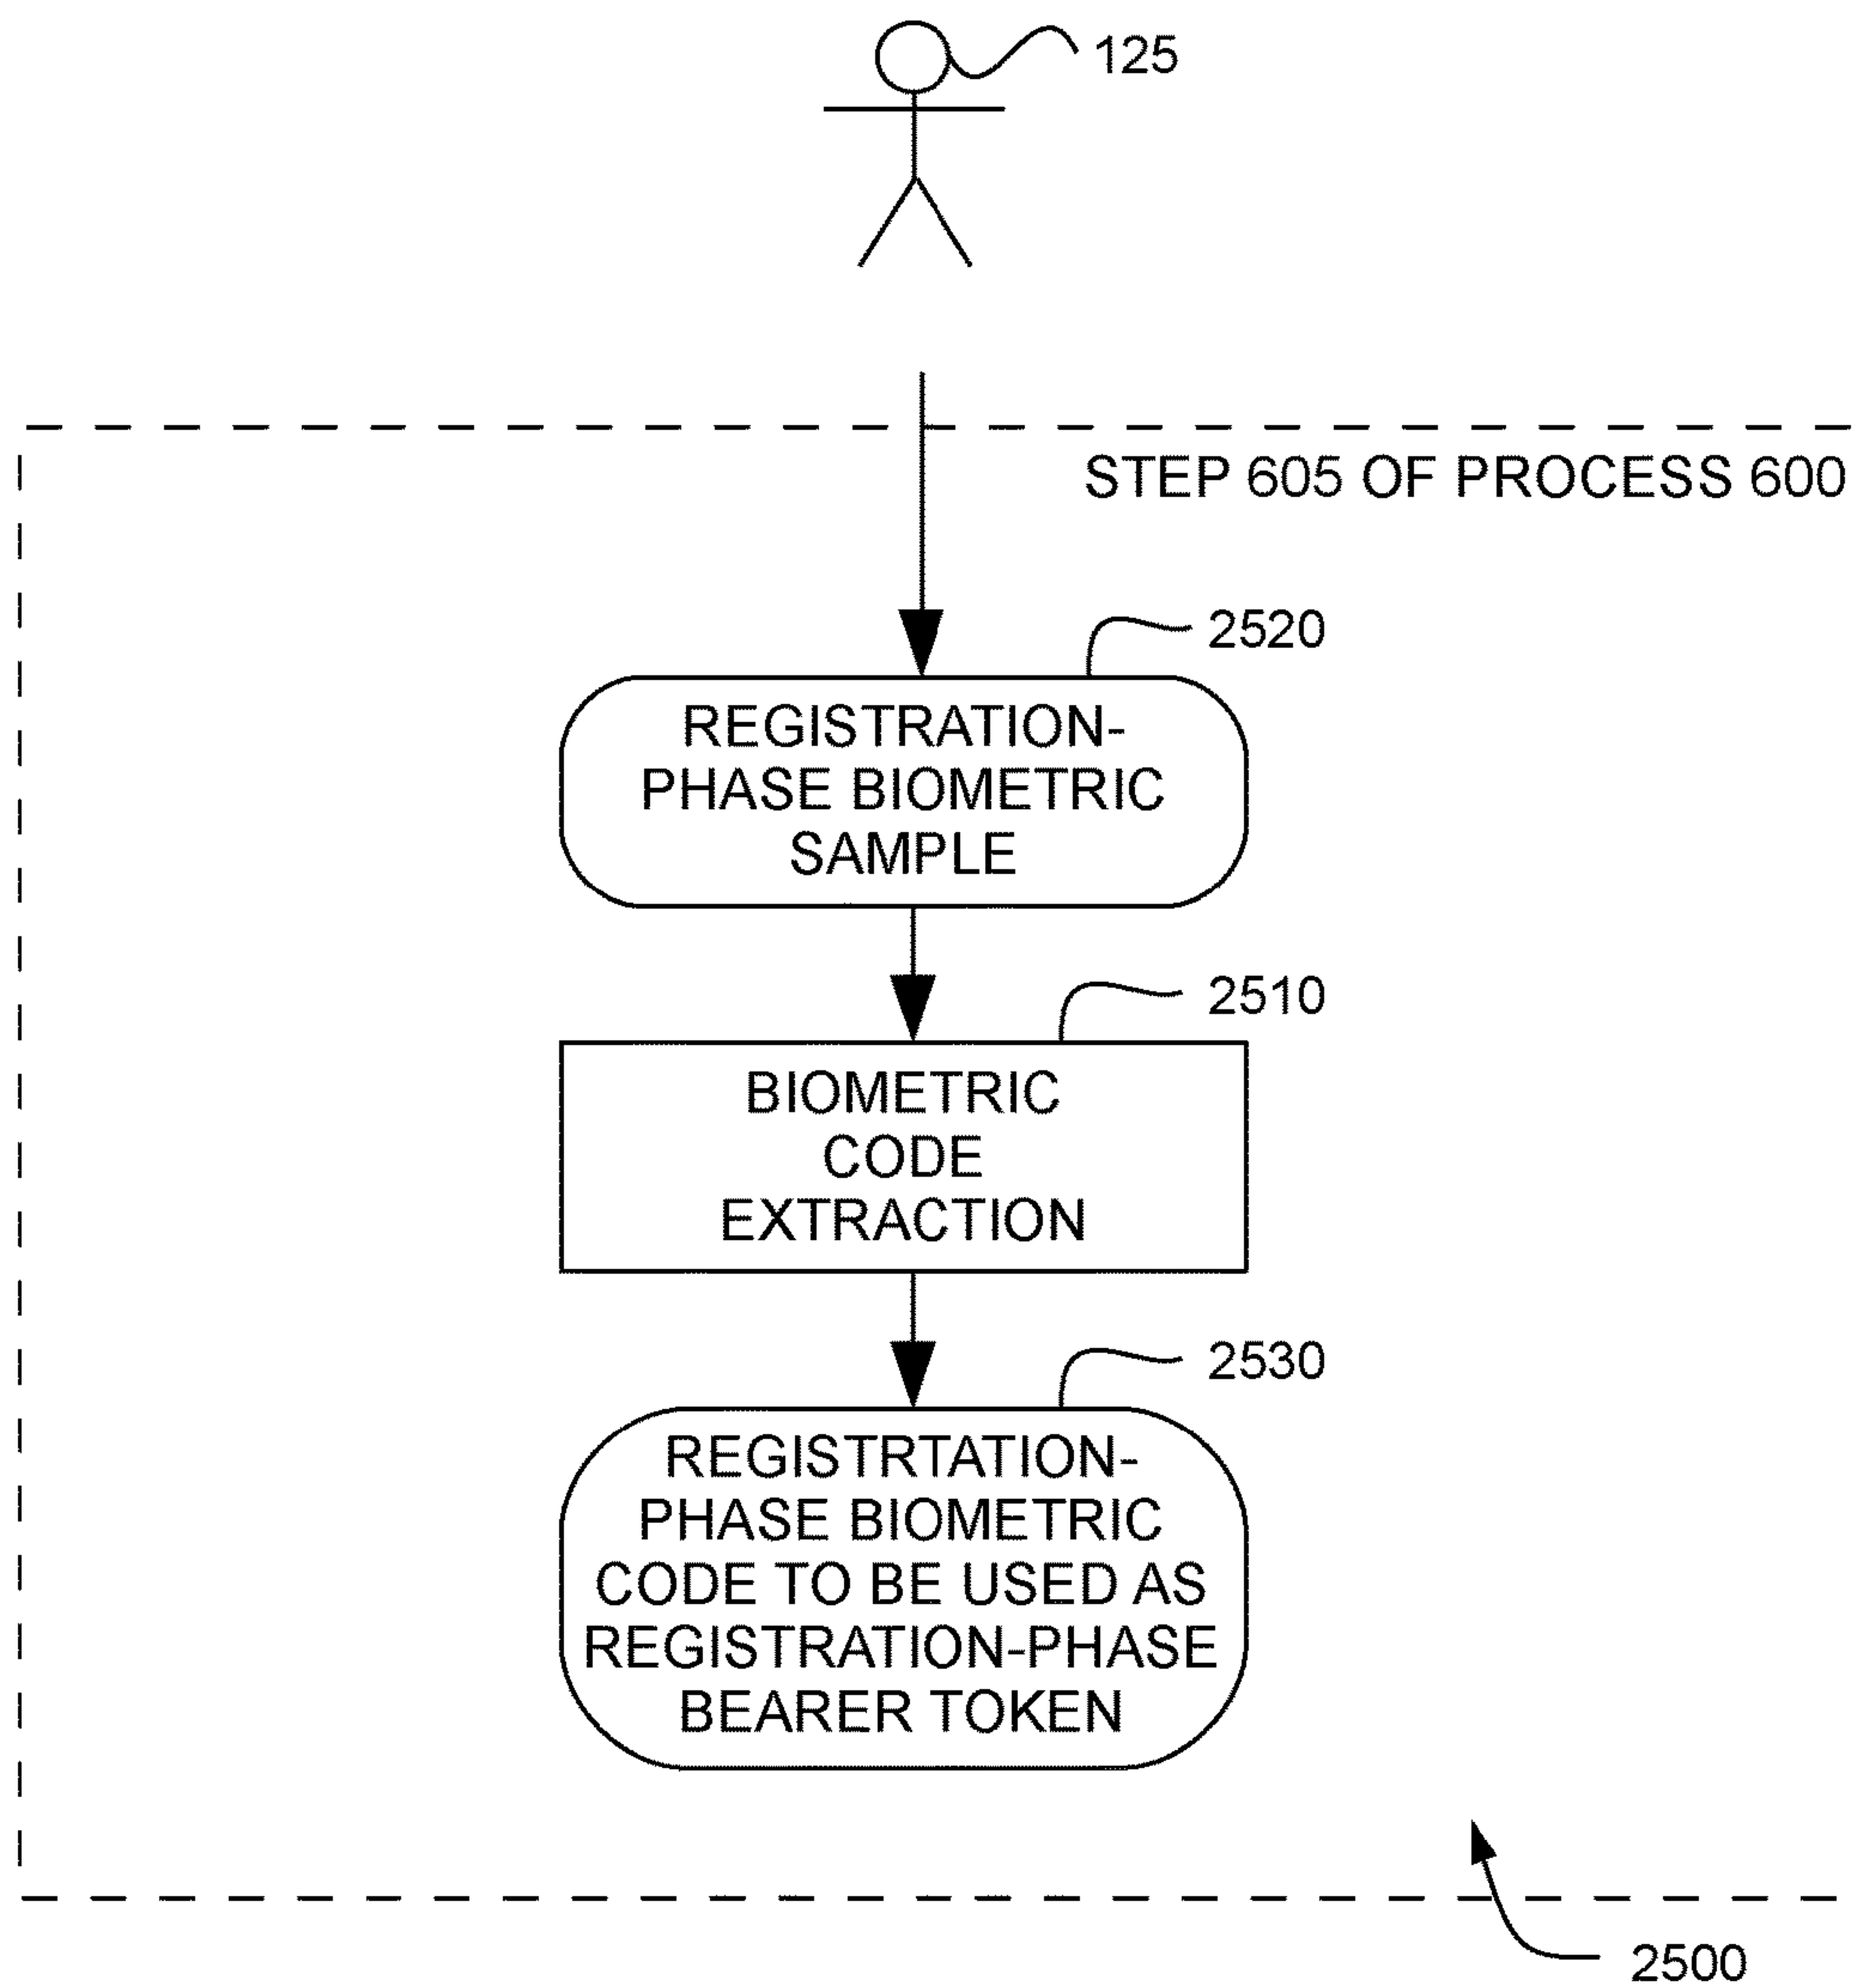 125
STEP 605 OF PROCESS 600
2520
REGISTRATION-
PHASE BIOMETRIC
SAMPLE
2510
BIOMETRIC
CODE
EXTRACTION
2530
REGISTRTATION-
PHASE BIOMETRIC
CODE TO BE USED AS
REGISTRATION-PHASE
BEARER TOKEN
2500